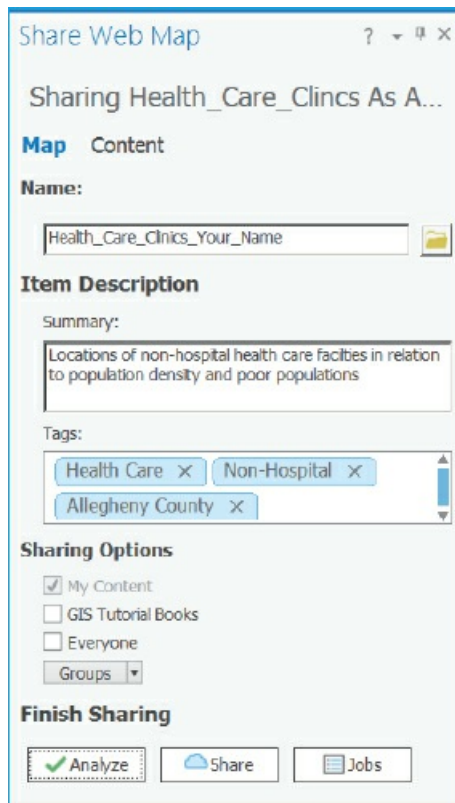 Share Web Map ?
Sharing Health_Care_Clincs As A...
Map Content
Name:
Health_Care_Clinics_Your_Name
Item Description
Summary:
Locations of non-hospital health care facilties in relation
to population density and poor populations
Tags:
Health Care × Non-Hospital ×
Allegheny County ×
Sharing Options
My Content
GIS Tutorial Books
Everyone
Groups
Finish Sharing
Analyze Share Jobs